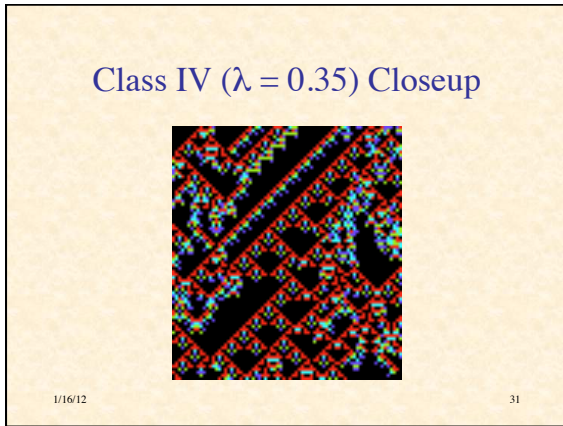 Class IV (λ = 0.35) Closeup
1/16/12
31